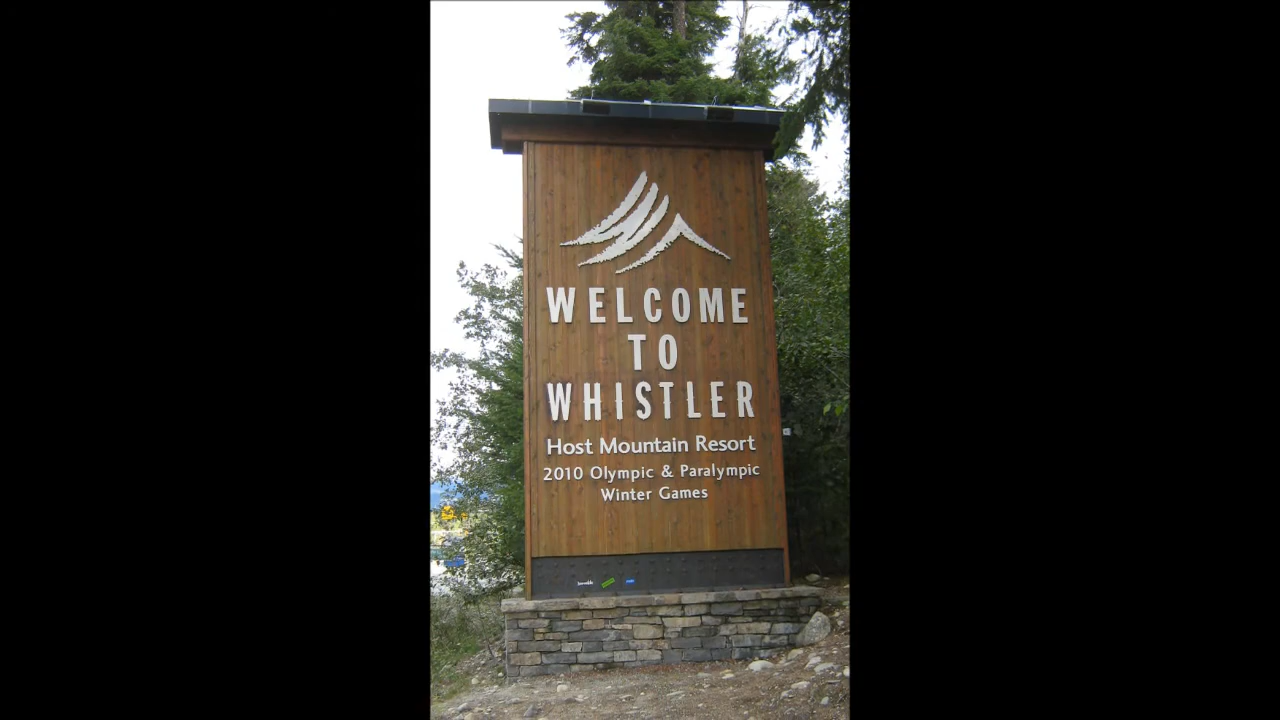 WELCOME
TO
WHISTLER
Host Mountain Resort
2010 Olympic & Paralympic
Winter Games